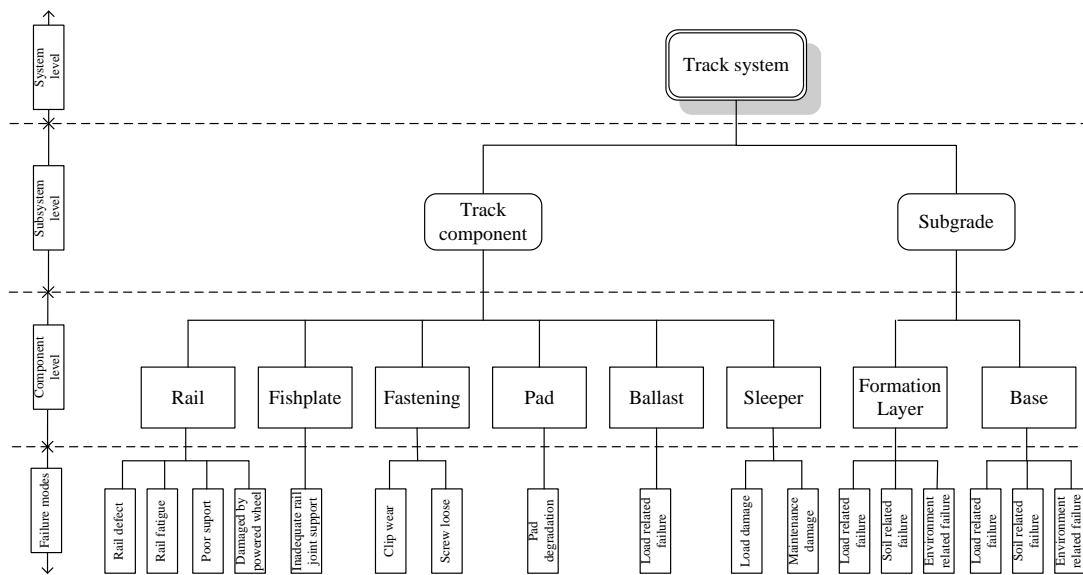 System
level
Track system
Subsystem
level
Track
component
Subgrade
Component
level
Rail
Fishplate
Fastening
Pad
Ballast
Sleeper
Formation
Layer
Base
Failure modes
Rail defect
Rail fatigue
Poor suport
Damaged by
powered wheel
Inadequate rail
joint support
Clip wear
Screw loose
Pad
degradation
Load related
failure
Load damage
Maintenance
damage
Load related
failure
Soil related
failure
Environment
related failure
Load related
failure
Soil related
failure
Environment
related failure